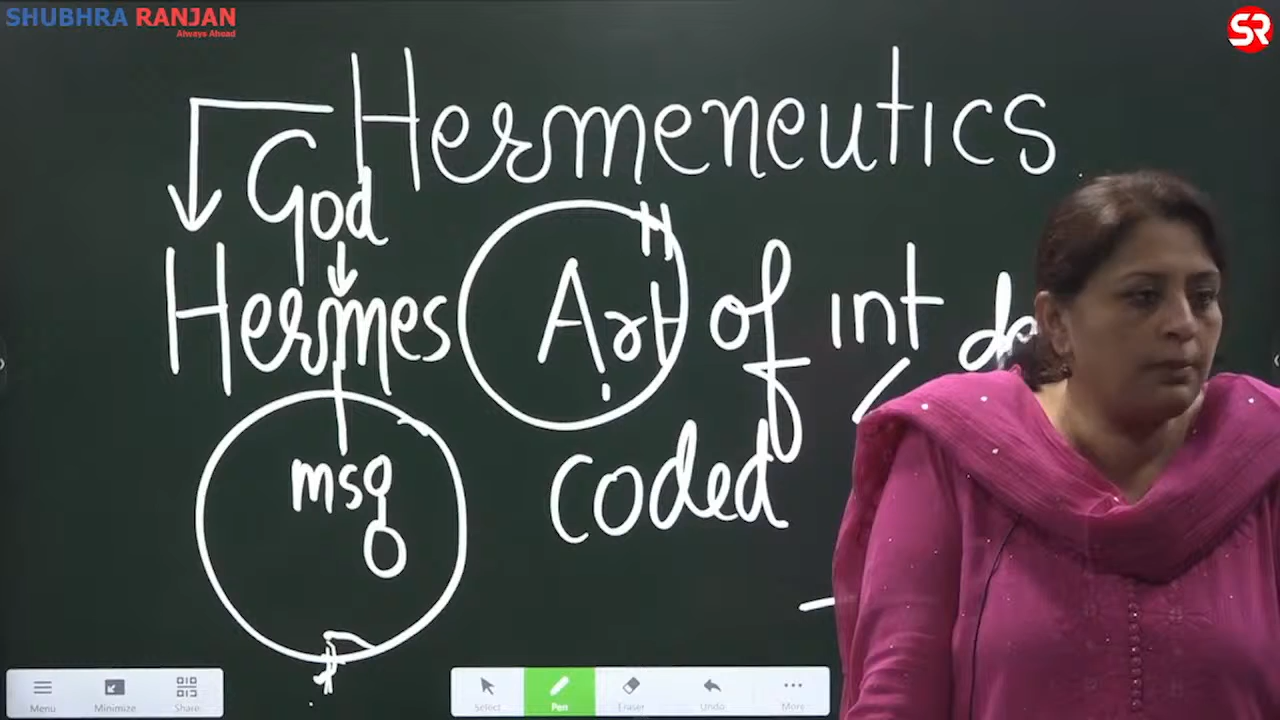 SHUBHRA RANJAN
Always Ahead
SR
Hermeneutics
God
Hermes
Art of int
coded
msg
Menu
Minimize
Share
Select
Pen
Eraser
Undo
More